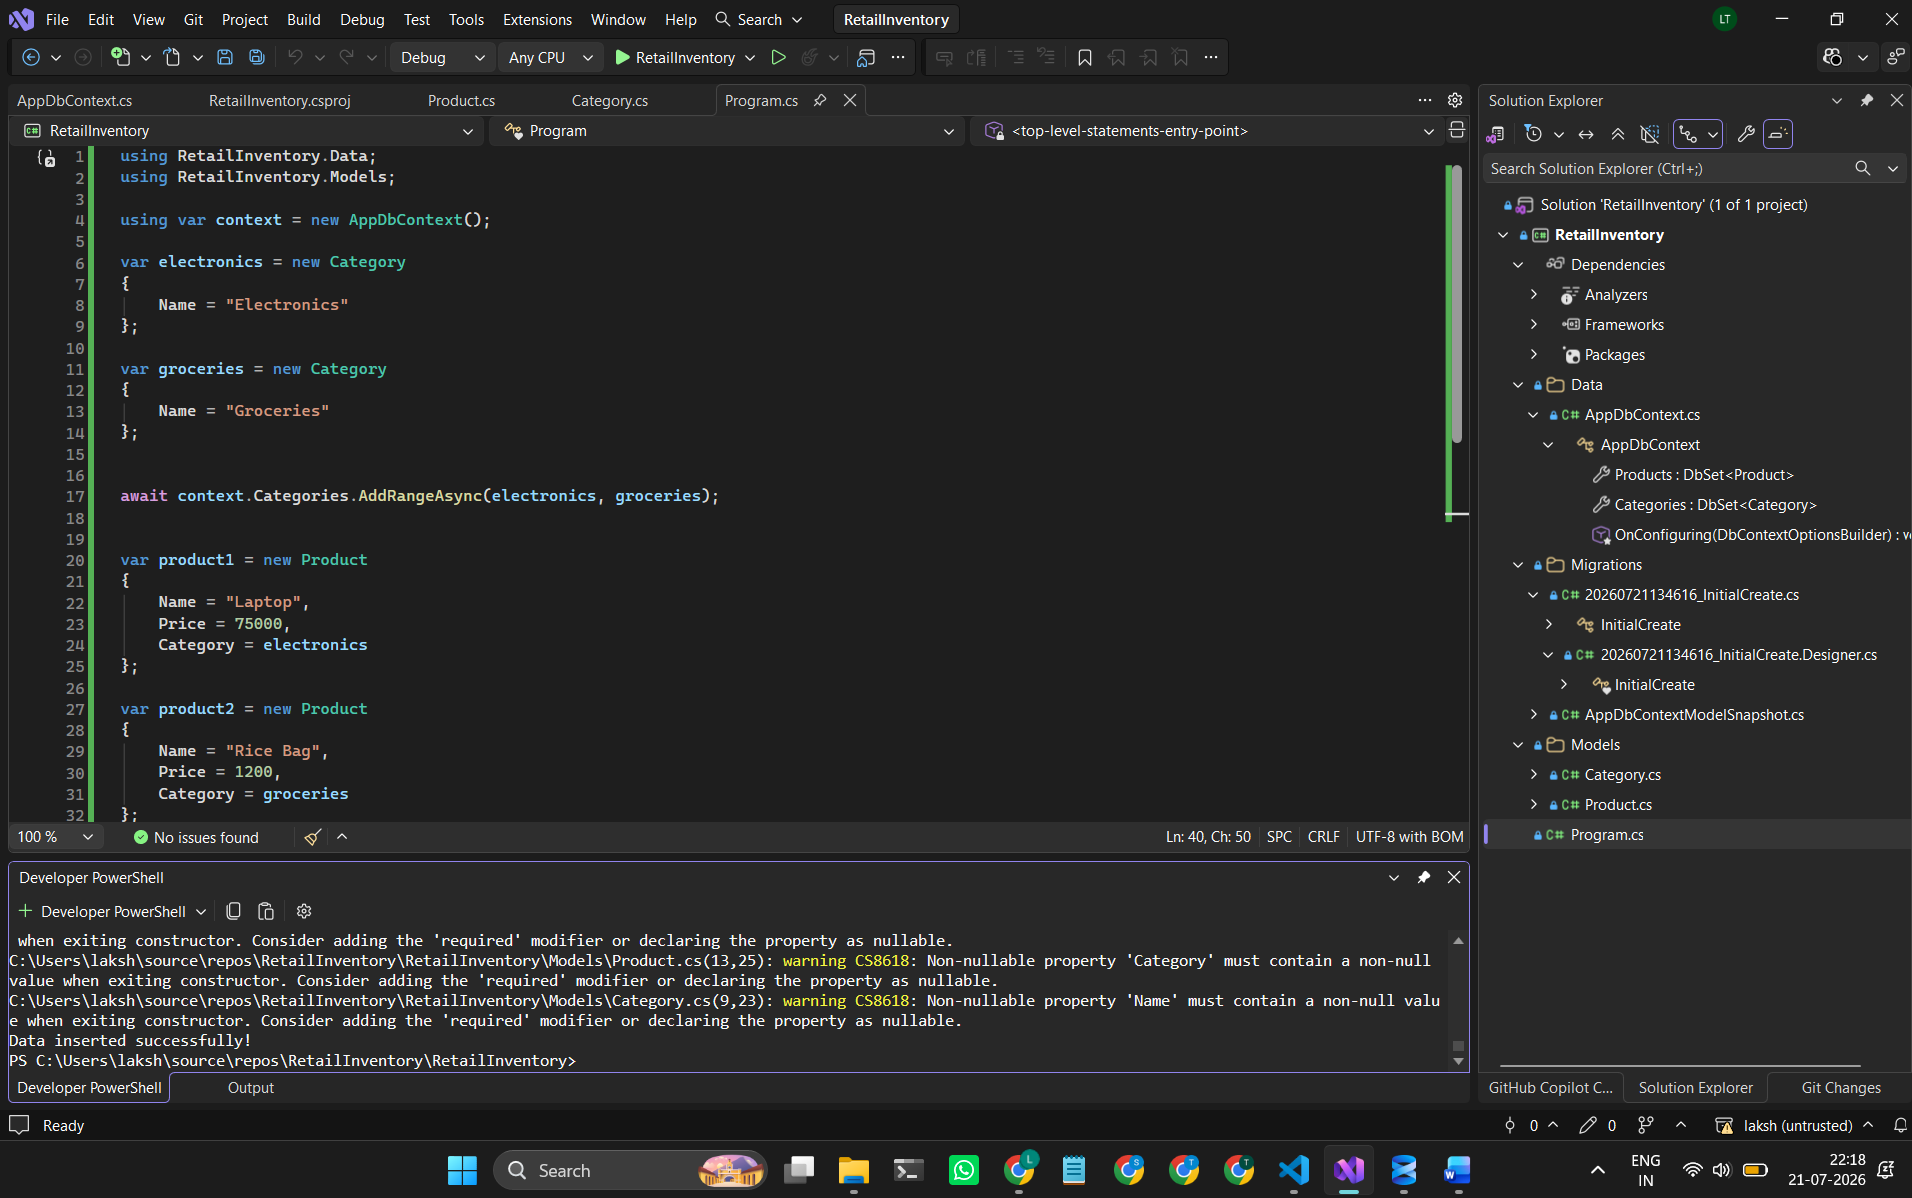 File Edit View Git Project Build Debug Test Tools Extensions Window Help Search RetailInventory LT
Debug Any CPU RetailInventory
AppDbContext.cs RetailInventory.csproj Product.cs Category.cs Program.cs
RetailInventory Program <top-level-statements-entry-point>
1 using RetailInventory.Data;
2 using RetailInventory.Models;
3
4 using var context = new AppDbContext();
5
6 var electronics = new Category
7 {
8 Name = "Electronics"
9 };
10
11 var groceries = new Category
12 {
13 Name = "Groceries"
14 };
15
16
17 await context.Categories.AddRangeAsync(electronics, groceries);
18
19
20 var product1 = new Product
21 {
22 Name = "Laptop",
23 Price = 75000,
24 Category = electronics
25 };
26
27 var product2 = new Product
28 {
29 Name = "Rice Bag",
30 Price = 1200,
31 Category = groceries
32 };
100 % No issues found Ln: 40, Ch: 50 SPC CRLF UTF-8 with BOM
Developer PowerShell
Developer PowerShell
when exiting constructor. Consider adding the 'required' modifier or declaring the property as nullable.
C:\Users\laksh\source\repos\RetailInventory\RetailInventory\Models\Product.cs(13,25): warning CS8618: Non-nullable property 'Category' must contain a non-null
value when exiting constructor. Consider adding the 'required' modifier or declaring the property as nullable.
C:\Users\laksh\source\repos\RetailInventory\RetailInventory\Models\Category.cs(9,23): warning CS8618: Non-nullable property 'Name' must contain a non-null valu
e when exiting constructor. Consider adding the 'required' modifier or declaring the property as nullable.
Data inserted successfully!
PS C:\Users\laksh\source\repos\RetailInventory\RetailInventory>
Developer PowerShell Output
Solution Explorer
Search Solution Explorer (Ctrl+;)
Solution 'RetailInventory' (1 of 1 project)
C# RetailInventory
Dependencies
Analyzers
Frameworks
Packages
Data
C# AppDbContext.cs
AppDbContext
Products : DbSet<Product>
Categories : DbSet<Category>
OnConfiguring(DbContextOptionsBuilder) : v
Migrations
C# 20260721134616_InitialCreate.cs
InitialCreate
C# 20260721134616_InitialCreate.Designer.cs
InitialCreate
C# AppDbContextModelSnapshot.cs
Models
C# Category.cs
C# Product.cs
C# Program.cs
GitHub Copilot C... Solution Explorer Git Changes
Ready 0 0 laksh (untrusted)
Search ENG IN 22:18
21-07-2026